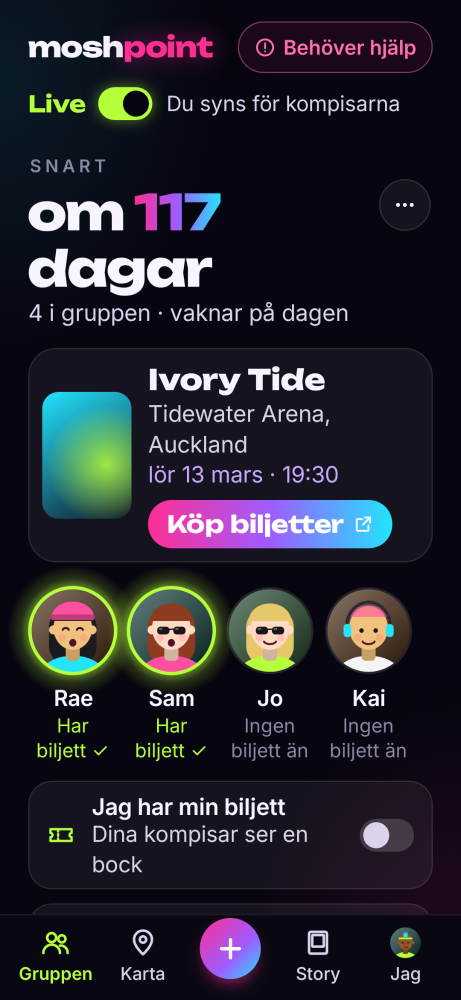 moshpoint
Behöver hjälp
Live
Du syns för kompisarna
SNART
om 117
dagar
4 i gruppen · vaknar på dagen
Ivory Tide
Tidewater Arena,
Auckland
lör 13 mars · 19:30
Köp biljetter
Rae
Sam
Jo
Kai
Har
biljett ✓
Har
biljett ✓
Ingen
biljett än
Ingen
biljett än
Jag har min biljett
Dina kompisar ser en
bock
Gruppen
Karta
Story
Jag